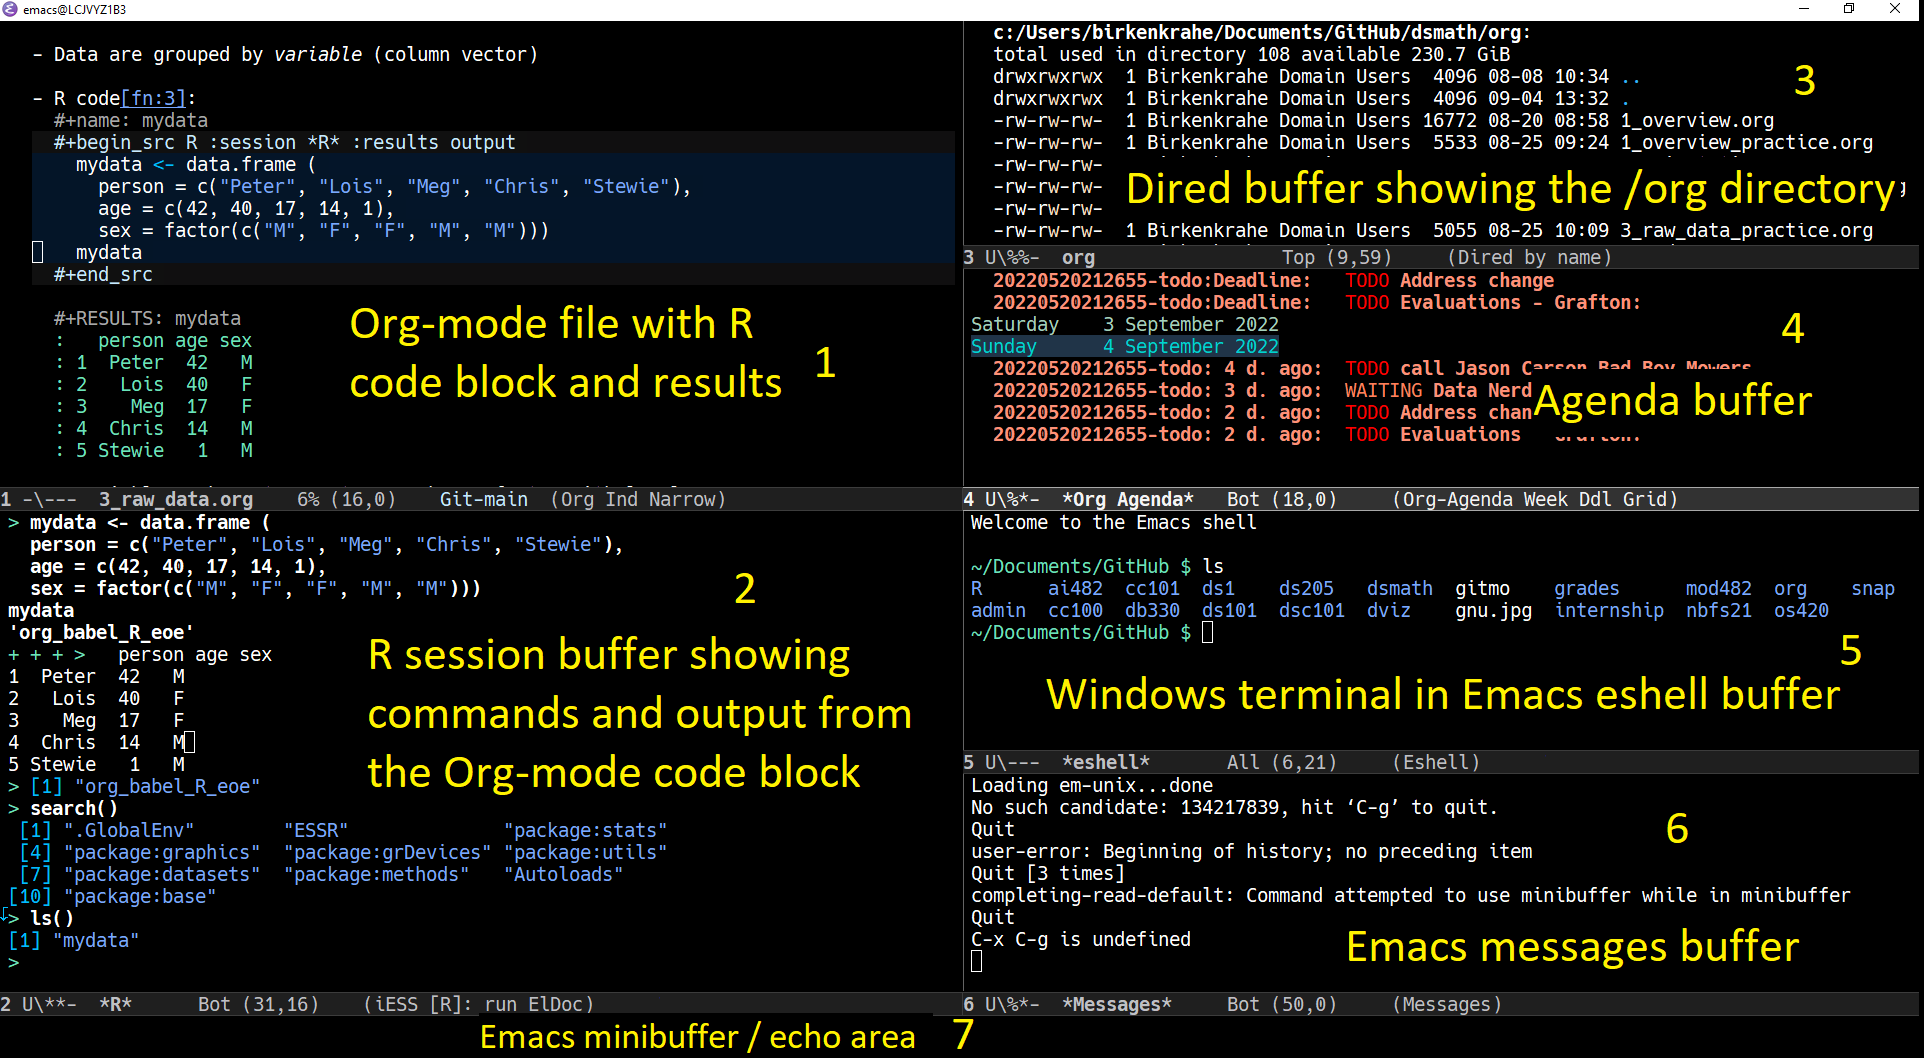 emacs@LCJVYZ1B3
- Data are grouped by variable (column vector)
- R code[fn:3]:
#+name: mydata
#+begin_src R :session *R* :results output
mydata <- data.frame (
person = c("Peter", "Lois", "Meg", "Chris", "Stewie"),
age = c(42, 40, 17, 14, 1),
sex = factor(c("M", "F", "F", "M", "M")))
mydata
#+end_src
#+RESULTS: mydata
:   person age sex
: 1  Peter  42   M
: 2   Lois  40   F
: 3    Meg  17   F
: 4  Chris  14   M
: 5 Stewie   1   M
Org-mode file with R
code block and results
1
1 -\---  3_raw_data.org    6% (16,0)    Git-main  (Org Ind Narrow)
> mydata <- data.frame (
person = c("Peter", "Lois", "Meg", "Chris", "Stewie"),
age = c(42, 40, 17, 14, 1),
sex = factor(c("M", "F", "F", "M", "M")))
mydata
'org_babel_R_eoe'
+ + + >   person age sex
1  Peter  42   M
2   Lois  40   F
3    Meg  17   F
4  Chris  14   M
5 Stewie   1   M
> [1] "org_babel_R_eoe"
> search()
[1] ".GlobalEnv"        "ESSR"              "package:stats"
[4] "package:graphics"  "package:grDevices" "package:utils"
[7] "package:datasets"  "package:methods"   "Autoloads"
[10] "package:base"
> ls()
[1] "mydata"
>
2
R session buffer showing
commands and output from
the Org-mode code block
2 U\**-  *R*      Bot (31,16)    (iESS [R]: run ElDoc)
c:/Users/birkenkrahe/Documents/GitHub/dsmath/org:
total used in directory 108 available 230.7 GiB
drwxrwxrwx  1 Birkenkrahe Domain Users  4096 08-08 10:34 ..
drwxrwxrwx  1 Birkenkrahe Domain Users  4096 09-04 13:32 .
-rw-rw-rw-  1 Birkenkrahe Domain Users 16772 08-20 08:58 1_overview.org
-rw-rw-rw-  1 Birkenkrahe Domain Users  5533 08-25 09:24 1_overview_practice.org
-rw-rw-rw-
-rw-rw-rw-
-rw-rw-rw-
-rw-rw-rw-  1 Birkenkrahe Domain Users  5055 08-25 10:09 3_raw_data_practice.org
3
Dired buffer showing the /org directory
3 U\%%-  org                 Top (9,59)     (Dired by name)
20220520212655-todo:Deadline:   TODO Address change
20220520212655-todo:Deadline:   TODO Evaluations - Grafton:
Saturday    3 September 2022
Sunday      4 September 2022
20220520212655-todo: 4 d. ago:  TODO call Jason Carson Bad Boy Mowers
20220520212655-todo: 3 d. ago:  WAITING Data Nerd
20220520212655-todo: 2 d. ago:  TODO Address chan
20220520212655-todo: 2 d. ago:  TODO Evaluations - Grafton:
4
Agenda buffer
4 U\%*-  *Org Agenda*   Bot (18,0)     (Org-Agenda Week Ddl Grid)
Welcome to the Emacs shell
~/Documents/GitHub $ ls
R      ai482  cc101  ds1    ds205   dsmath  gitmo    grades      mod482  org    snap
admin  cc100  db330  ds101  dsc101  dviz    gnu.jpg  internship  nbfs21  os420
~/Documents/GitHub $
5
Windows terminal in Emacs eshell buffer
5 U\---  *eshell*       All (6,21)     (Eshell)
Loading em-unix...done
No such candidate: 134217839, hit ‘C-g’ to quit.
Quit
user-error: Beginning of history; no preceding item
Quit [3 times]
completing-read-default: Command attempted to use minibuffer while in minibuffer
Quit
C-x C-g is undefined
6
Emacs messages buffer
6 U\%*-  *Messages*     Bot (50,0)     (Messages)
Emacs minibuffer / echo area 7